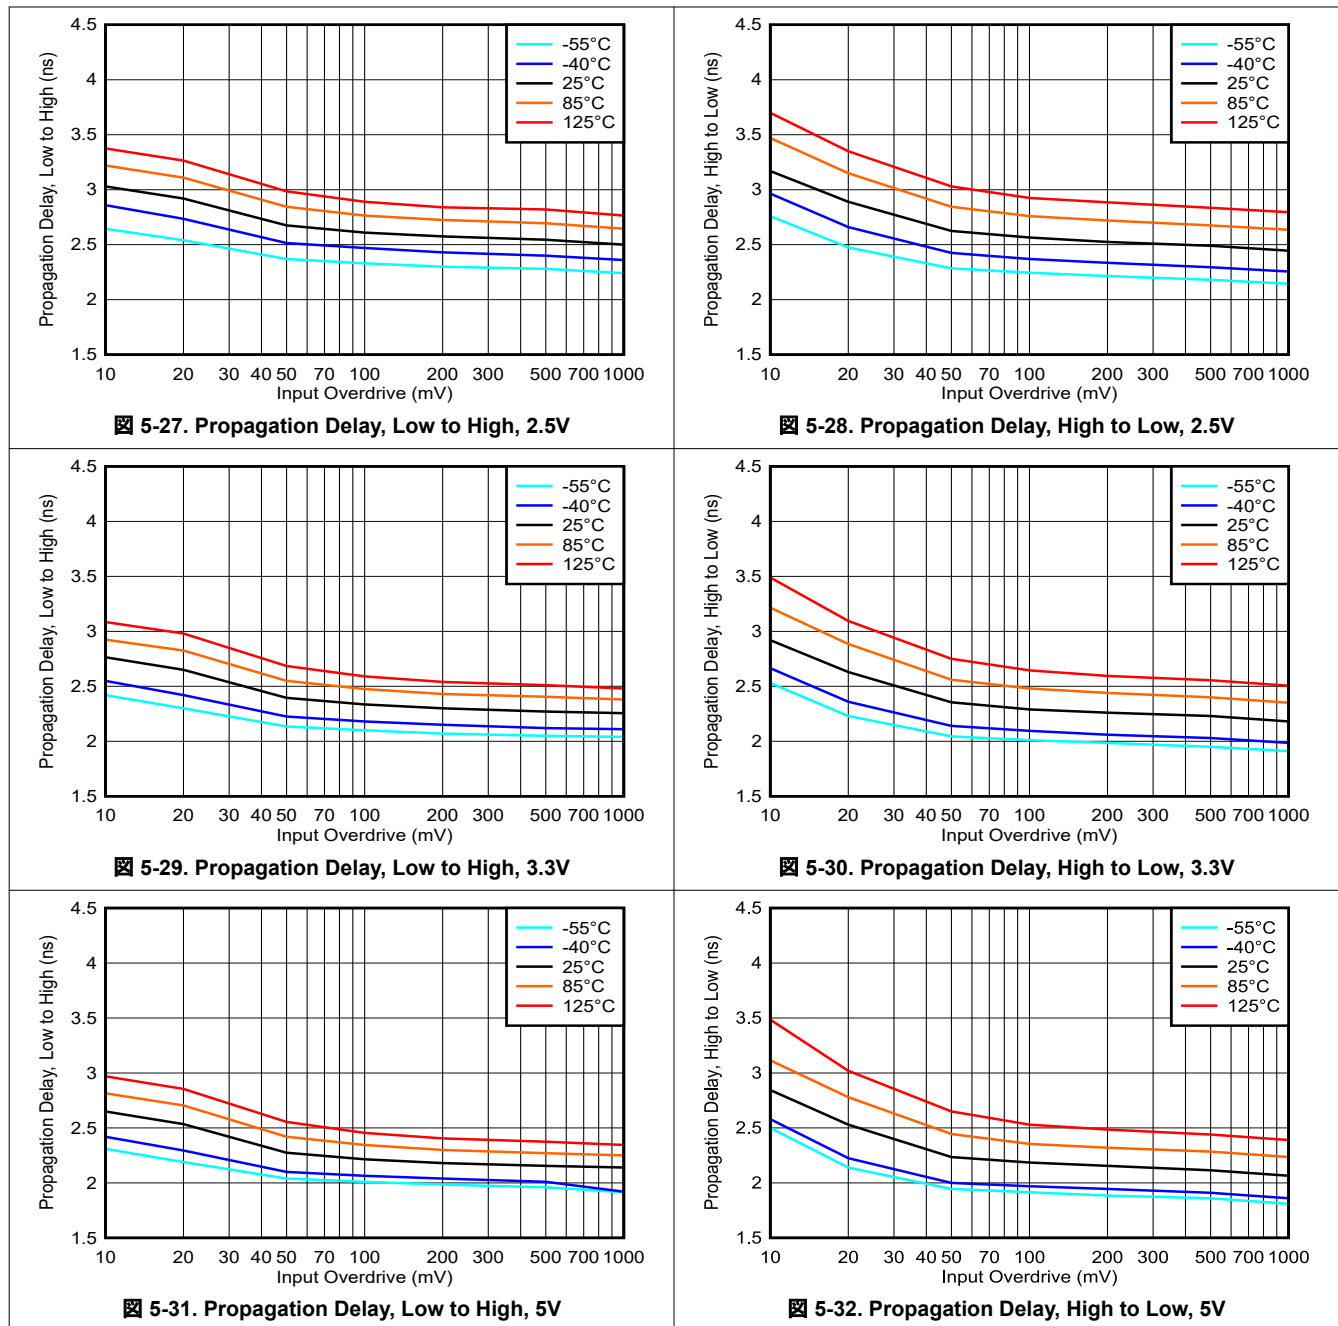 Propagation Delay, Low to High (ns)
4.5
4
3.5
3
2.5
2
1.5
10 20 30 40 50 70 100 200 300 500 700 1000
Input Overdrive (mV)
-55°C
-40°C
25°C
85°C
125°C
図 5-27. Propagation Delay, Low to High, 2.5V
Propagation Delay, High to Low (ns)
4.5
4
3.5
3
2.5
2
1.5
10 20 30 40 50 70 100 200 300 500 700 1000
Input Overdrive (mV)
-55°C
-40°C
25°C
85°C
125°C
図 5-28. Propagation Delay, High to Low, 2.5V
Propagation Delay, Low to High (ns)
4.5
4
3.5
3
2.5
2
1.5
10 20 30 40 50 70 100 200 300 500 700 1000
Input Overdrive (mV)
-55°C
-40°C
25°C
85°C
125°C
図 5-29. Propagation Delay, Low to High, 3.3V
Propagation Delay, High to Low (ns)
4.5
4
3.5
3
2.5
2
1.5
10 20 30 40 50 70 100 200 300 500 700 1000
Input Overdrive (mV)
-55°C
-40°C
25°C
85°C
125°C
図 5-30. Propagation Delay, High to Low, 3.3V
Propagation Delay, Low to High (ns)
4.5
4
3.5
3
2.5
2
1.5
10 20 30 40 50 70 100 200 300 500 700 1000
Input Overdrive (mV)
-55°C
-40°C
25°C
85°C
125°C
図 5-31. Propagation Delay, Low to High, 5V
Propagation Delay, High to Low (ns)
4.5
4
3.5
3
2.5
2
1.5
10 20 30 40 50 70 100 200 300 500 700 1000
Input Overdrive (mV)
-55°C
-40°C
25°C
85°C
125°C
図 5-32. Propagation Delay, High to Low, 5V